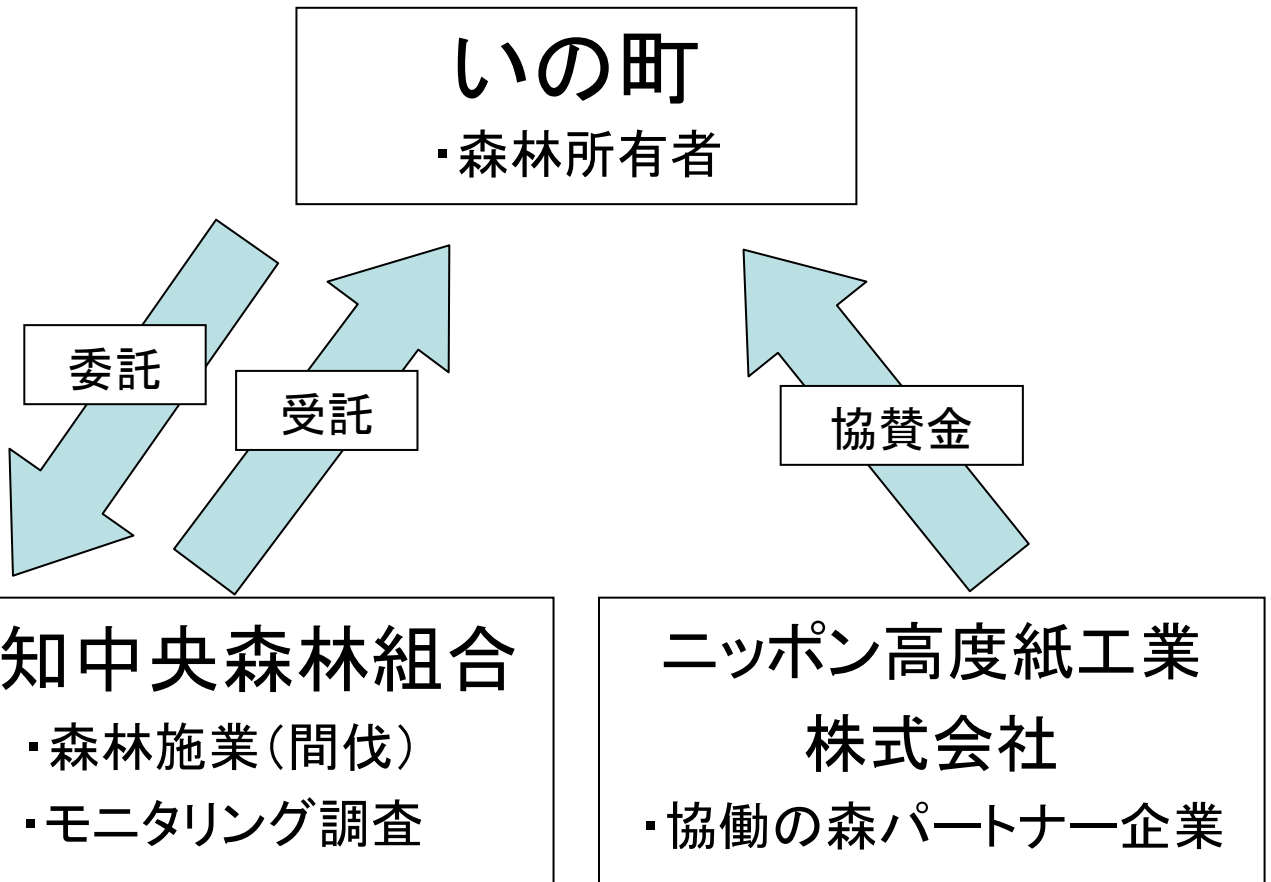 いの町
・森林所有者
委託
受託
協賛金
知中央森林組合
・森林施業(間伐)
・モニタリング調査
ニッポン高度紙工業
株式会社
・協働の森パートナー企業